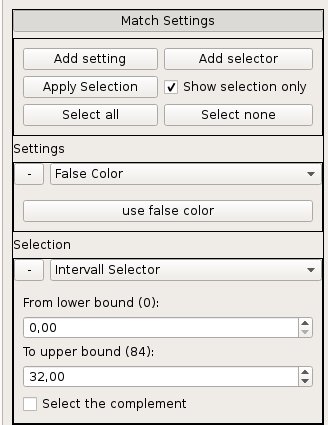 Match Settings
Add setting Add selector
Apply Selection Show selection only
Select all Select none
Settings
- False Color
use false color
Selection
- Intervall Selector
From lower bound (0):
0,00
To upper bound (84):
32,00
Select the complement